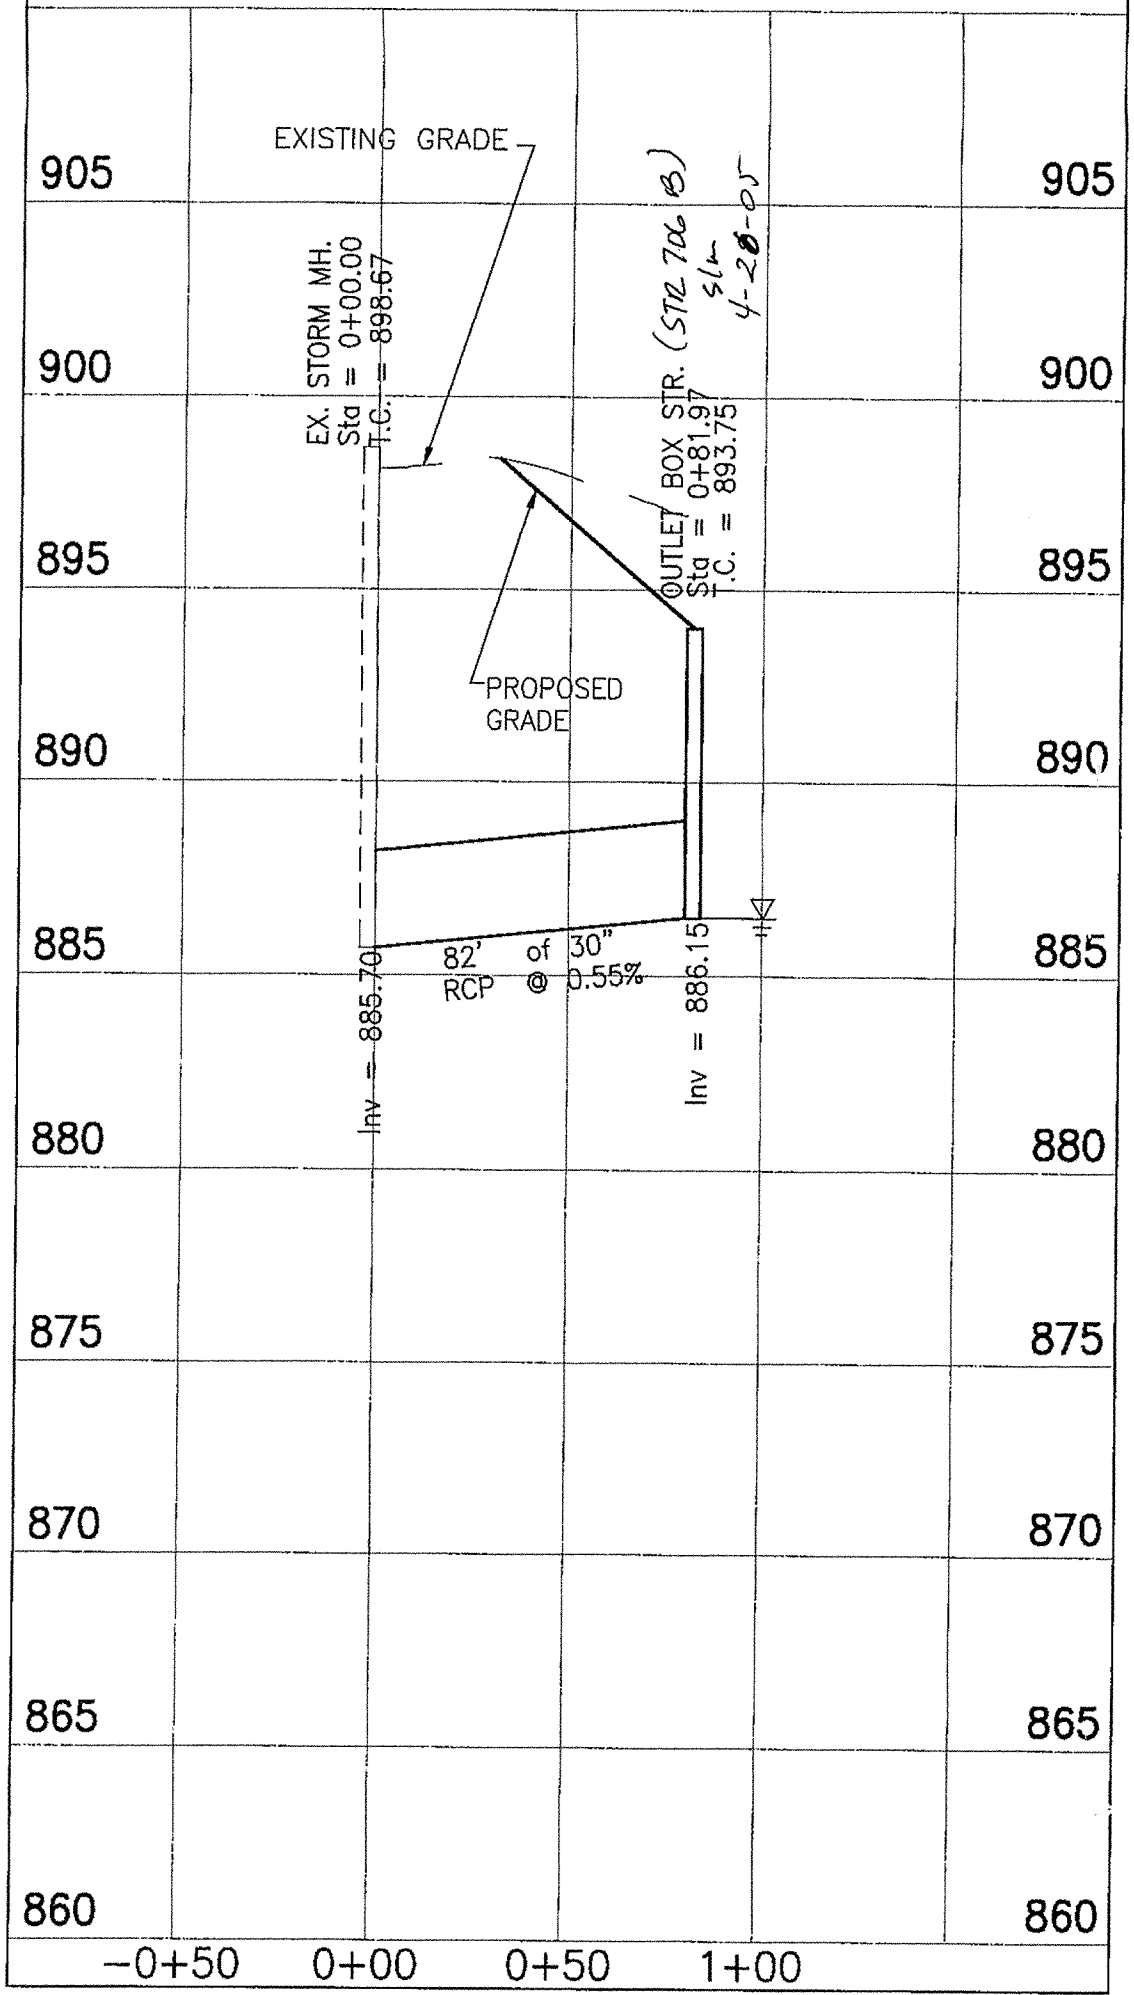 EXISTING GRADE
905
905
EX. STORM MH.
Sta = 0+00.00
T.C. = 898.67
OUTLET BOX STR. (STR 706 B)
Sta = 0+81.97
T.C. = 893.75
slm
4-28-05
900
900
895
895
PROPOSED
GRADE
890
890
885
885
82' of 30"
RCP @ 0.55%
Inv = 885.70
Inv = 886.15
880
880
875
875
870
870
865
865
860
860
-0+50 0+00 0+50 1+00